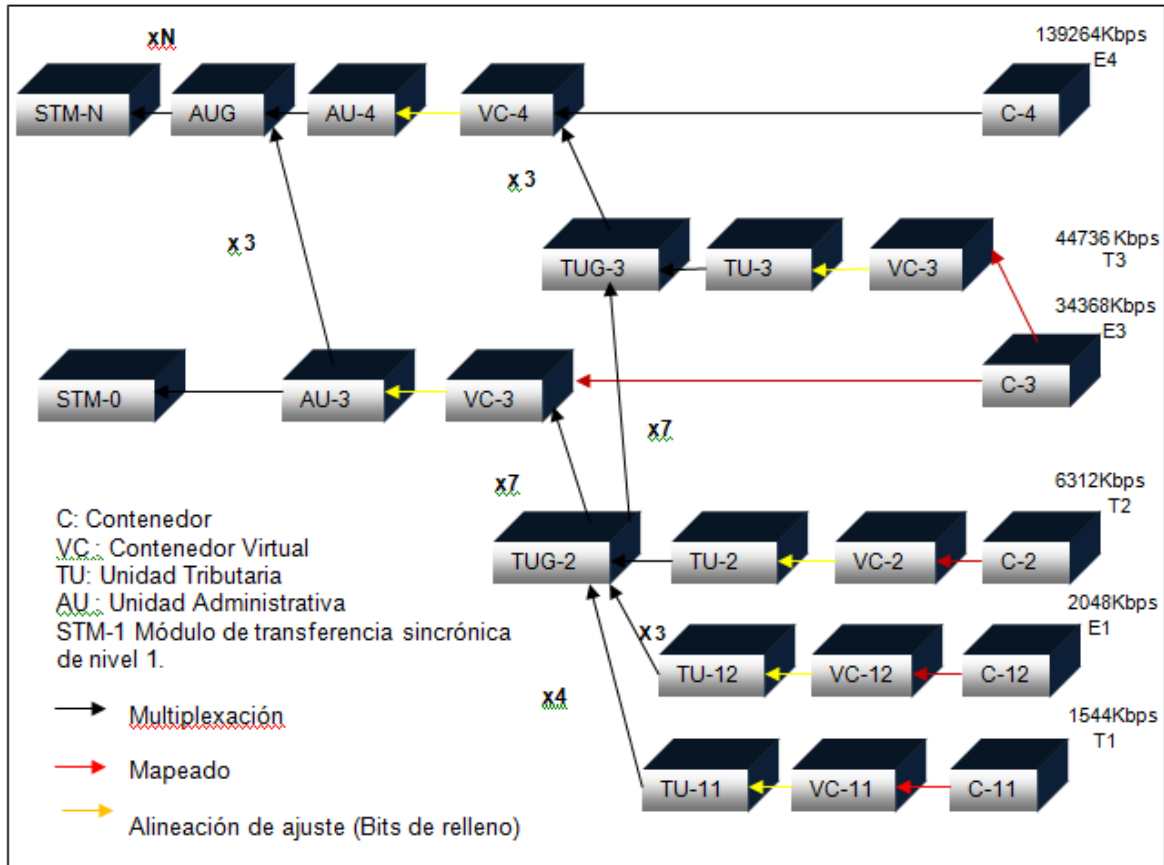 xN
139264Kbps
E4
STM-N
AUG
AU-4
VC-4
C-4
x 3
x 3
44736 Kbps
T3
TUG-3
TU-3
VC-3
34368Kbps
E3
STM-0
AU-3
VC-3
C-3
x7
x7
6312Kbps
T2
C: Contenedor
VC : Contenedor Virtual
TU: Unidad Tributaria
AU : Unidad Administrativa
STM-1 Módulo de transferencia sincrónica
de nivel 1.
TUG-2
TU-2
VC-2
C-2
2048Kbps
E1
X 3
TU-12
VC-12
C-12
x4
1544Kbps
T1
TU-11
VC-11
C-11
Multiplexación
Mapeado
Alineación de ajuste (Bits de relleno)